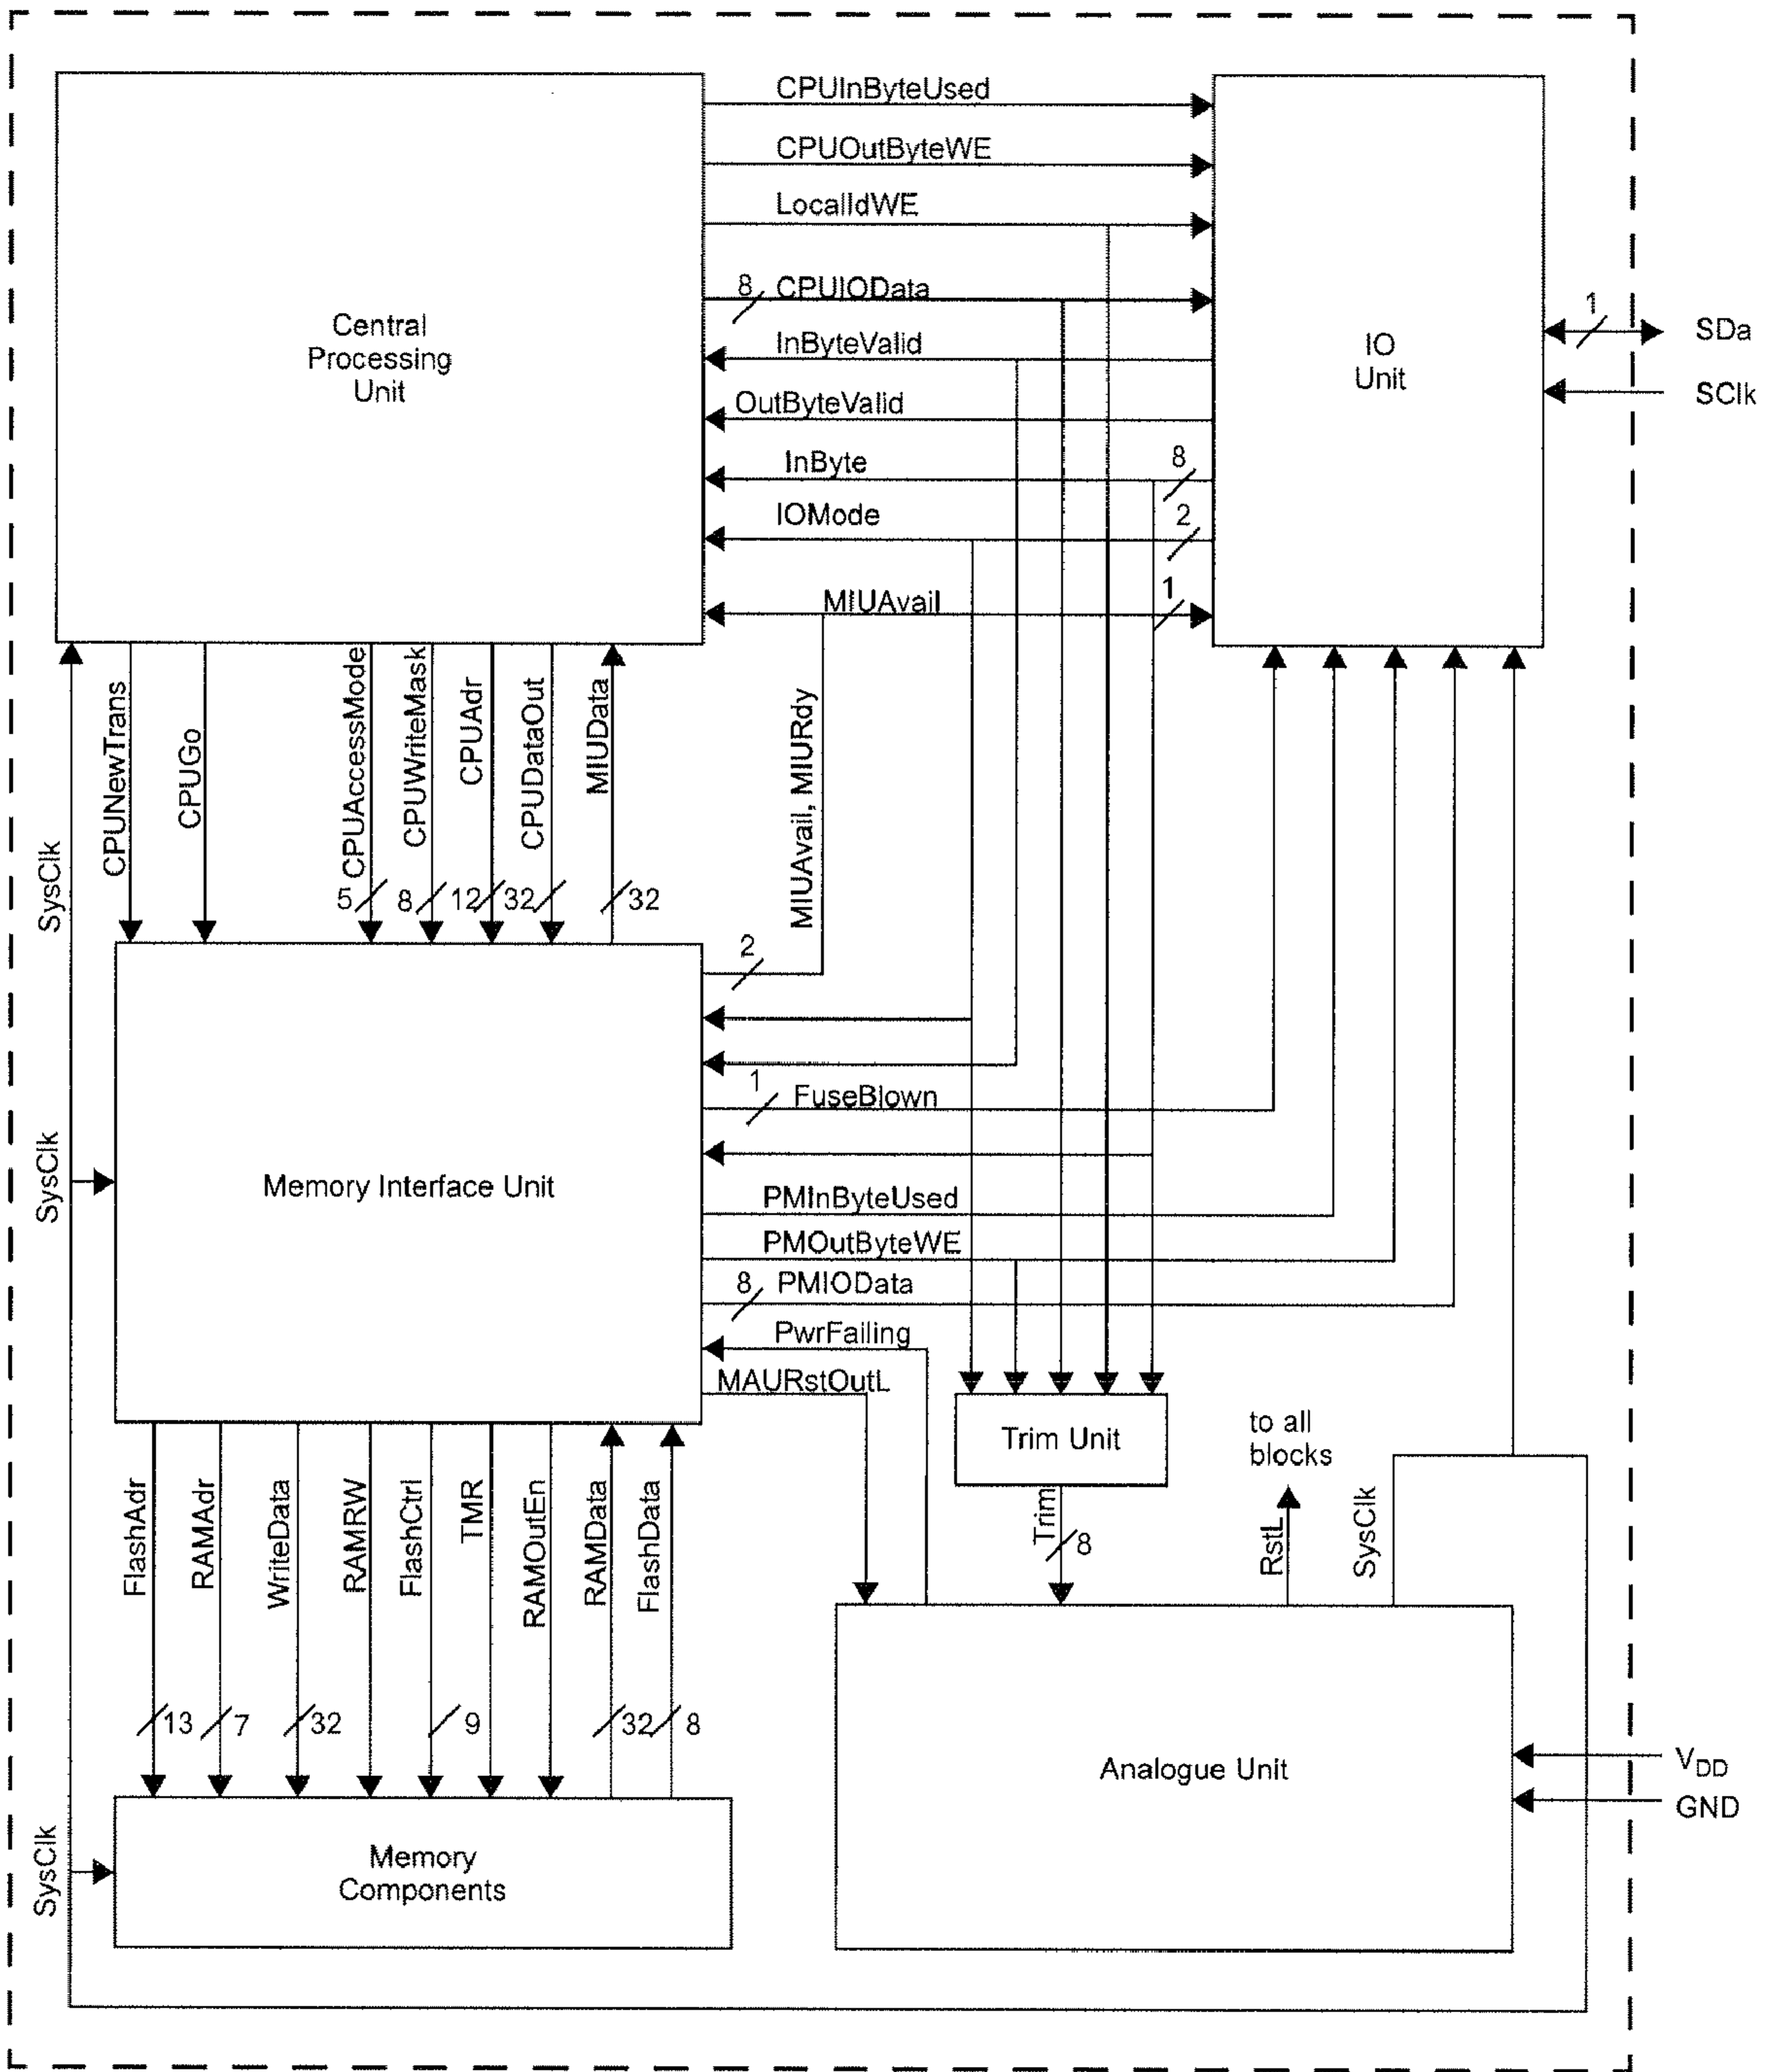 CPUInByteUsed
CPUOutByteWE
LocalIdWE
8
CPUIOData
InByteValid
OutByteValid
InByte
8
IOMode
2
MIUAvail
1
Central
Processing
Unit
IO
Unit
1
SDa
SClk
SysClk
CPUNewTrans
CPUGo
CPUAccessMode
CPUWriteMask
CPUAdr
CPUDataOut
MIUData
5
8
12
32
32
MIUAvail, MIURdy
2
SysClk
Memory Interface Unit
1
FuseBlown
PMInByteUsed
PMOutByteWE
8
PMIOData
PwrFailing
MAURstOutL
Trim Unit
to all
blocks
FlashAdr
RAMAdr
WriteData
RAMRW
FlashCtrl
TMR
RAMOutEn
RAMData
FlashData
Trim
8
RstL
SysClk
13
7
32
9
32
8
SysClk
Memory
Components
Analogue Unit
VDD
GND